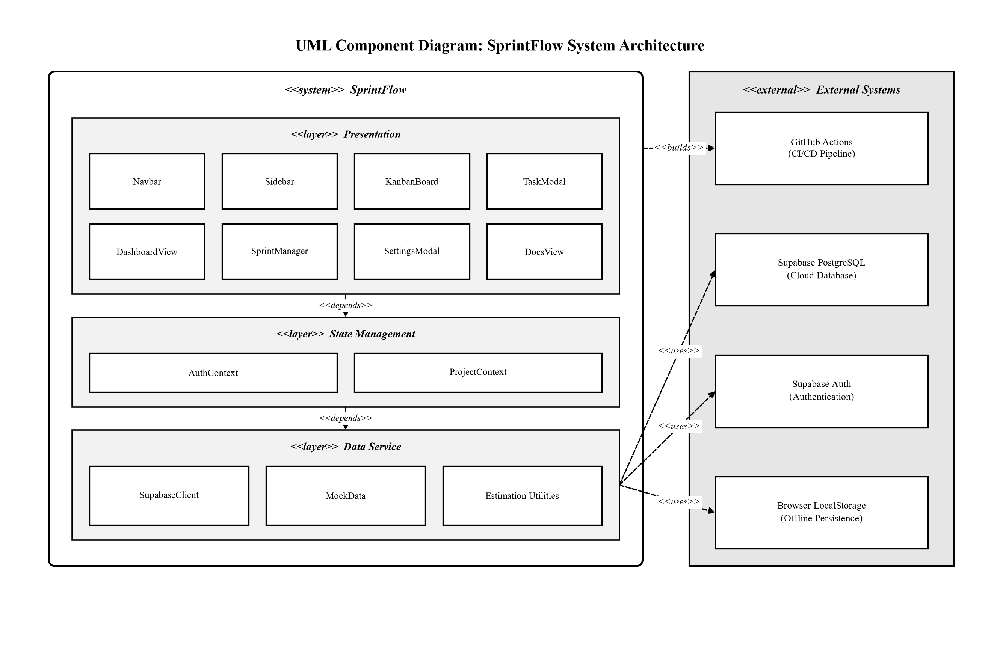 UML Component Diagram: SprintFlow System Architecture
<<system>> SprintFlow
<<layer>> Presentation
Navbar
Sidebar
KanbanBoard
TaskModal
DashboardView
SprintManager
SettingsModal
DocsView
<<depends>>
<<layer>> State Management
AuthContext
ProjectContext
<<depends>>
<<layer>> Data Service
SupabaseClient
MockData
Estimation Utilities
<<builds>>
<<uses>>
<<uses>>
<<uses>>
<<external>> External Systems
GitHub Actions
(CI/CD Pipeline)
Supabase PostgreSQL
(Cloud Database)
Supabase Auth
(Authentication)
Browser LocalStorage
(Offline Persistence)